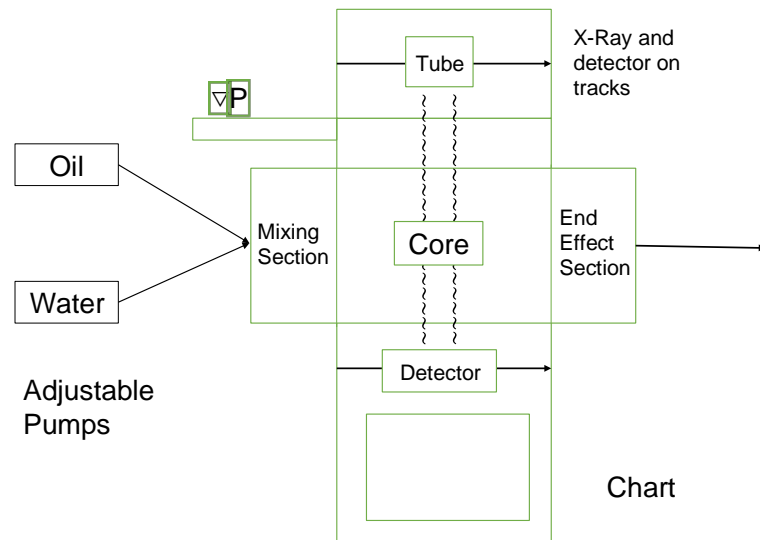 X-Ray and
detector on
tracks
Tube
▽P
Oil
Mixing
Section
Core
End
Effect
Section
Water
Detector
Adjustable
Pumps
Chart